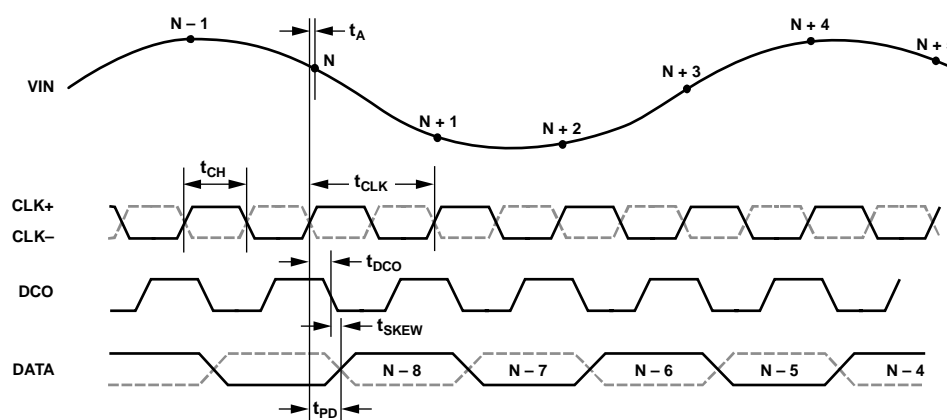 N – 1
tA
N
N + 4
N + 5
VIN
N + 3
N + 1
N + 2
tCH
tCLK
CLK+
CLK–
tDCO
DCO
tSKEW
DATA
N – 8
N – 7
N – 6
N – 5
N – 4
tPD